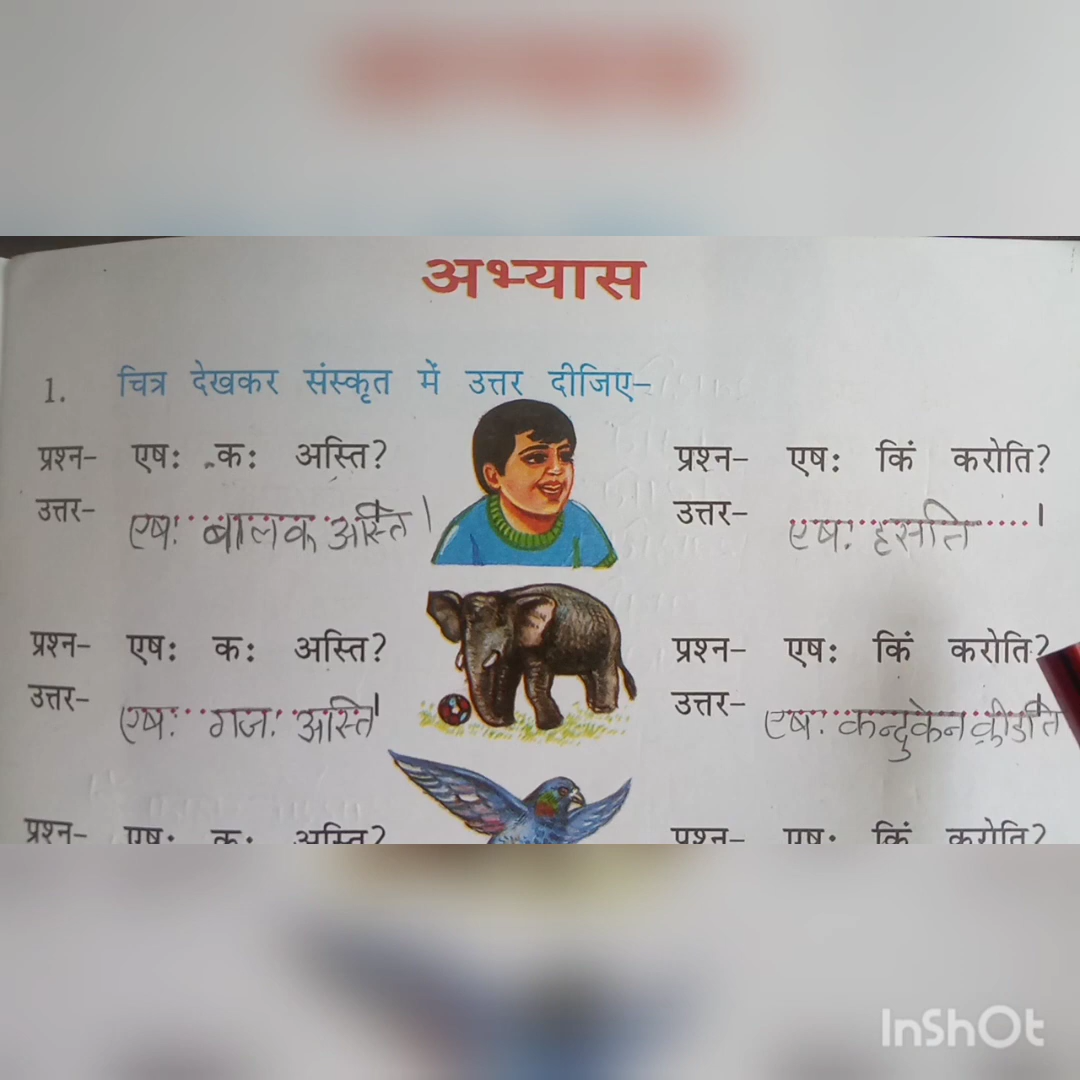 अभ्यास
1. चित्र देखकर संस्कृत में उत्तर दीजिए–
प्रश्न– एषः कः अस्ति? प्रश्न– एषः किं करोति?
उत्तर– एषः बालक अस्ति। उत्तर– एषः हसति।
प्रश्न– एषः कः अस्ति? प्रश्न– एषः किं करोति?
उत्तर– एषः गजः अस्ति। उत्तर– एषः कन्दुकेन क्रीडति।
प्रश्न– एषः कः अस्ति? प्रश्न– एषः किं करोति?
InShOt